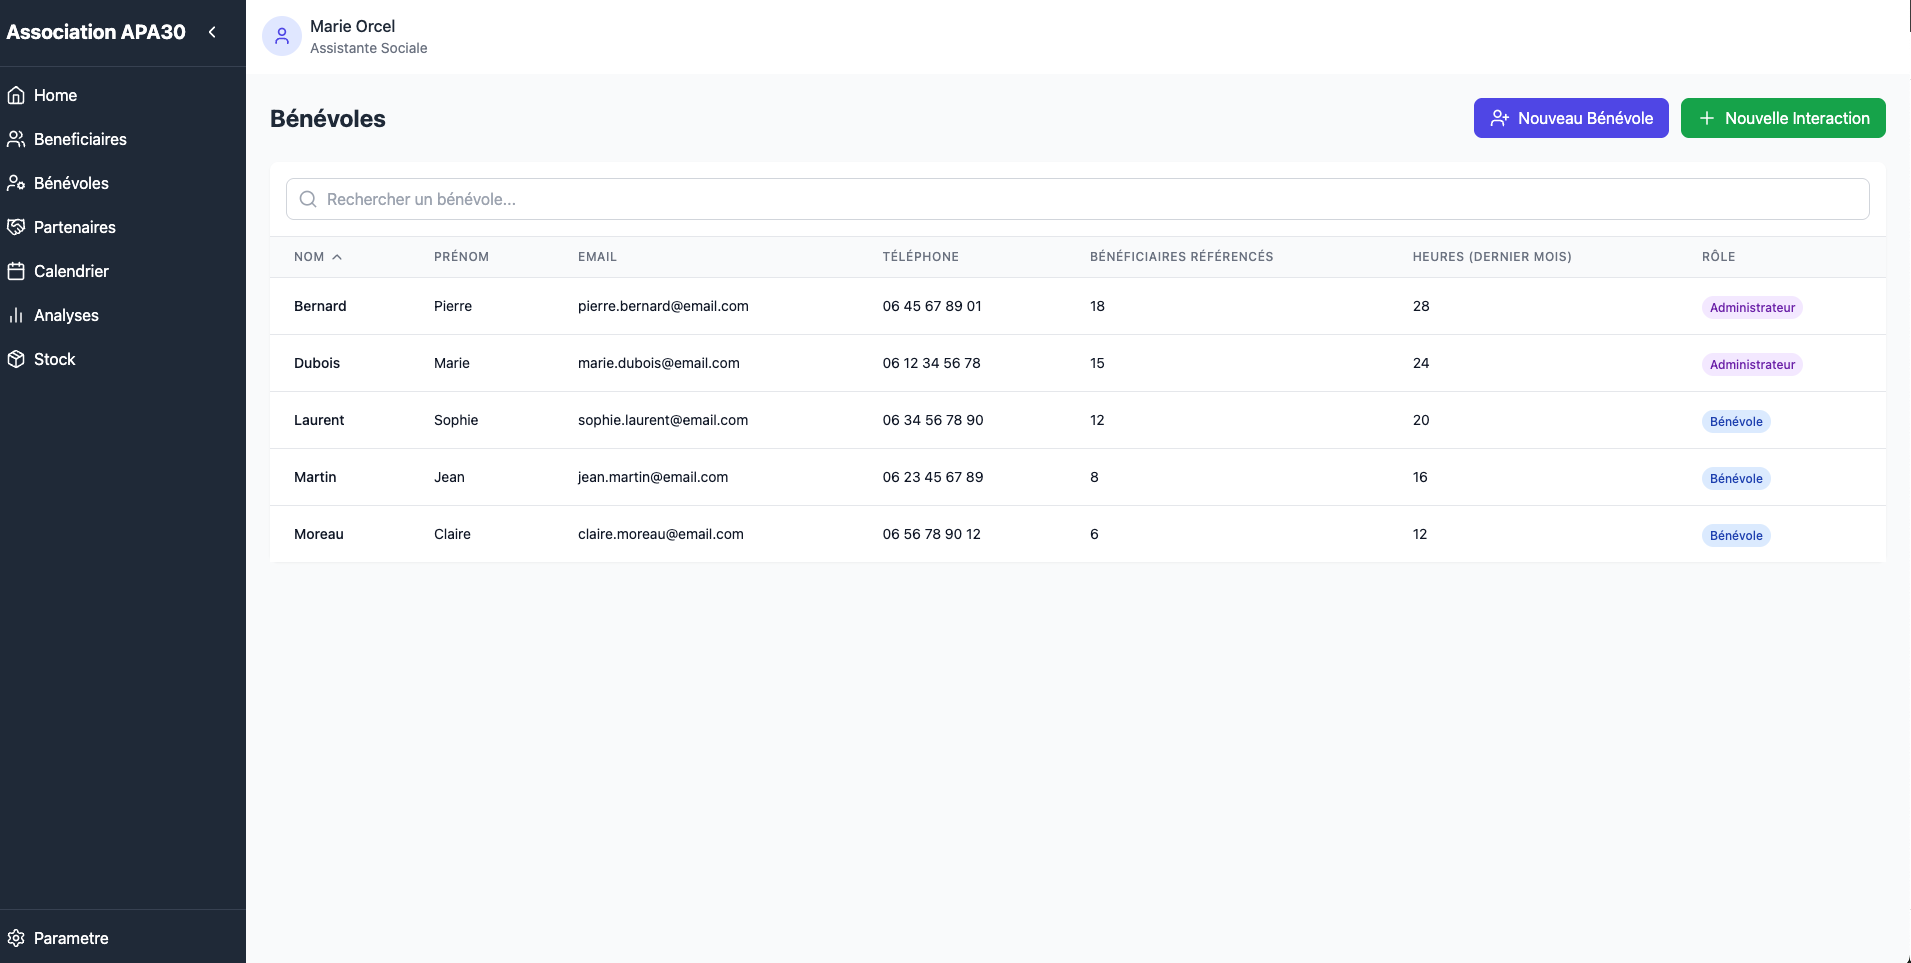 Association APA30
Home
Beneficiaires
Bénévoles
Partenaires
Calendrier
Analyses
Stock
Parametre
Marie Orcel
Assistante Sociale
Bénévoles
Nouveau Bénévole
Nouvelle Interaction
Rechercher un bénévole...
NOM PRÉNOM EMAIL TÉLÉPHONE BÉNÉFICIAIRES RÉFÉRENCÉS HEURES (DERNIER MOIS) RÔLE
Bernard Pierre pierre.bernard@email.com 06 45 67 89 01 18 28 Administrateur
Dubois Marie marie.dubois@email.com 06 12 34 56 78 15 24 Administrateur
Laurent Sophie sophie.laurent@email.com 06 34 56 78 90 12 20 Bénévole
Martin Jean jean.martin@email.com 06 23 45 67 89 8 16 Bénévole
Moreau Claire claire.moreau@email.com 06 56 78 90 12 6 12 Bénévole